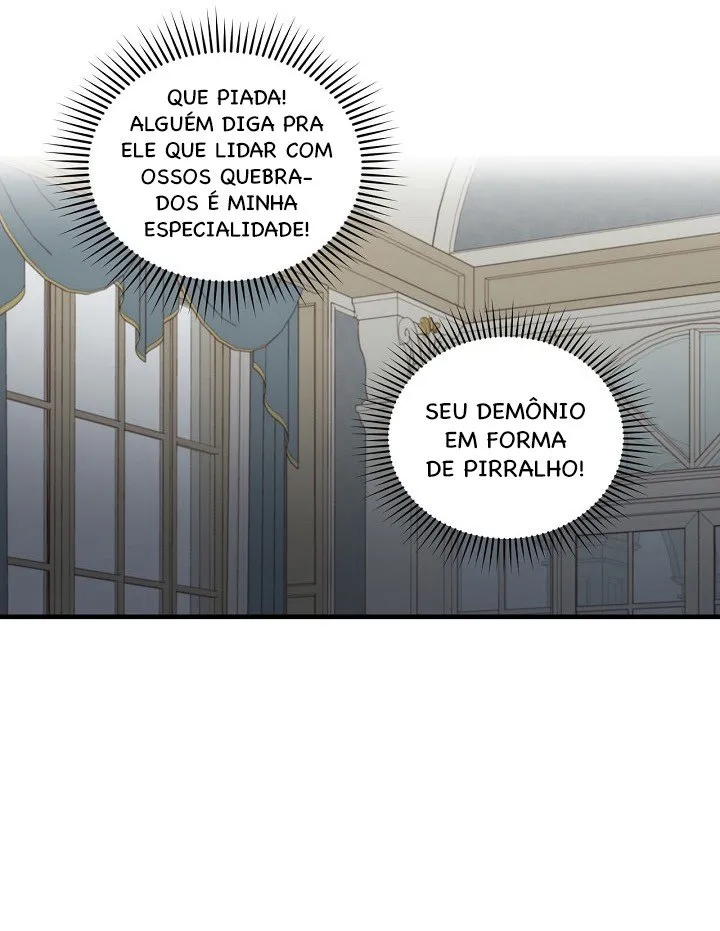 QUE PIADA!
ALGUÉM DIGA PRA
ELE QUE LIDAR COM
OSSOS QUEBRA-
DOS É MINHA
ESPECIALIDADE!
SEU DEMÔNIO
EM FORMA
DE PIRRALHO!